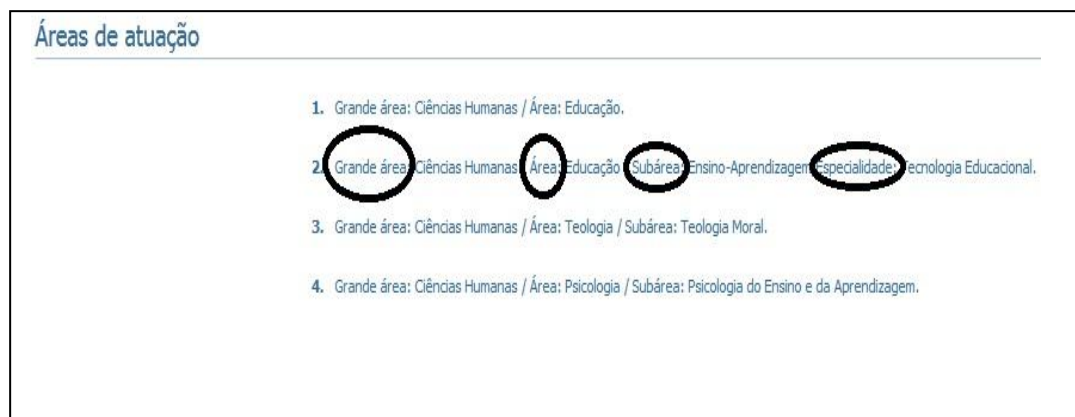 Áreas de atuação
1. Grande área: Ciências Humanas / Área: Educação.
2. Grande área: Ciências Humanas / Área: Educação / Subárea: Ensino-Aprendizagem Especialidade: Tecnologia Educacional.
3. Grande área: Ciências Humanas / Área: Teologia / Subárea: Teologia Moral.
4. Grande área: Ciências Humanas / Área: Psicologia / Subárea: Psicologia do Ensino e da Aprendizagem.